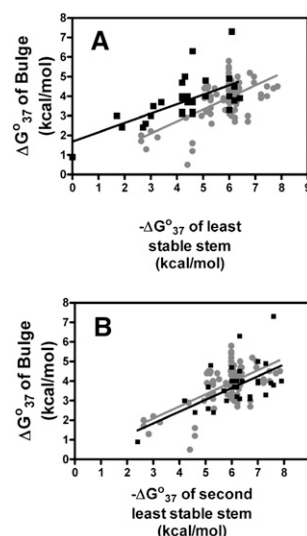 A
ΔG°37 of Bulge
(kcal/mol)
8
7
6
5
4
3
2
1
0
0 1 2 3 4 5 6 7 8 9
-ΔG°37 of least
stable stem
(kcal/mol)
B
ΔG°37 of Bulge
(kcal/mol)
8
7
6
5
4
3
2
1
0
2 3 4 5 6 7 8
-ΔG°37 of second
least stable stem
(kcal/mol)